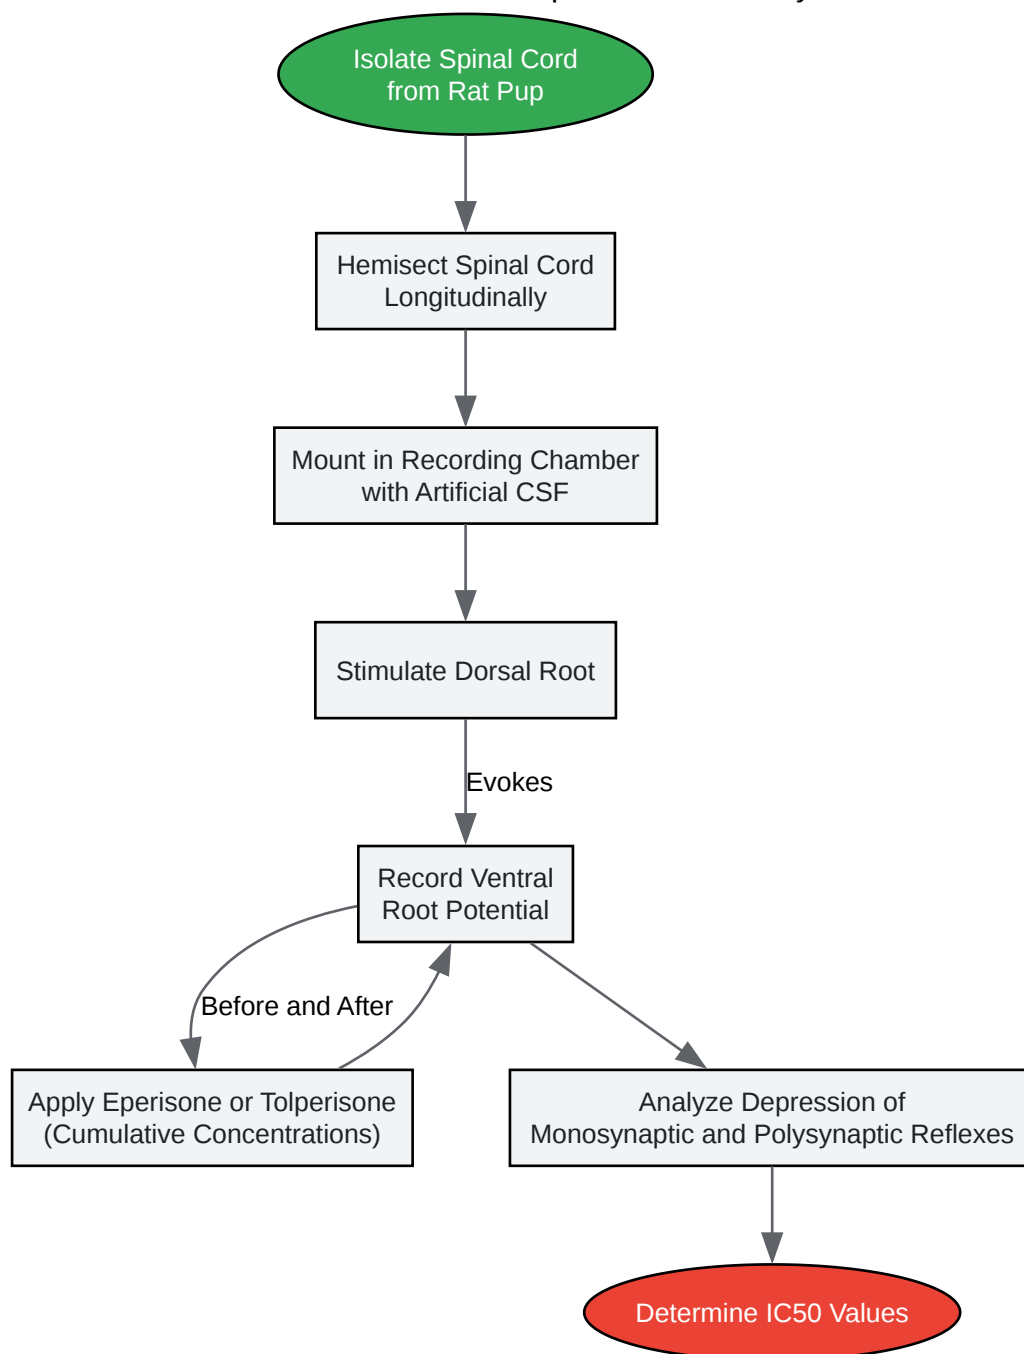 Isolate Spinal Cord
from Rat Pup
Hemisect Spinal Cord
Longitudinally
Mount in Recording Chamber
with Artificial CSF
Stimulate Dorsal Root
Evokes
Record Ventral
Root Potential
Before and After
Apply Eperisone or Tolperisone
(Cumulative Concentrations)
Analyze Depression of
Monosynaptic and Polysynaptic Reflexes
Determine IC50 Values